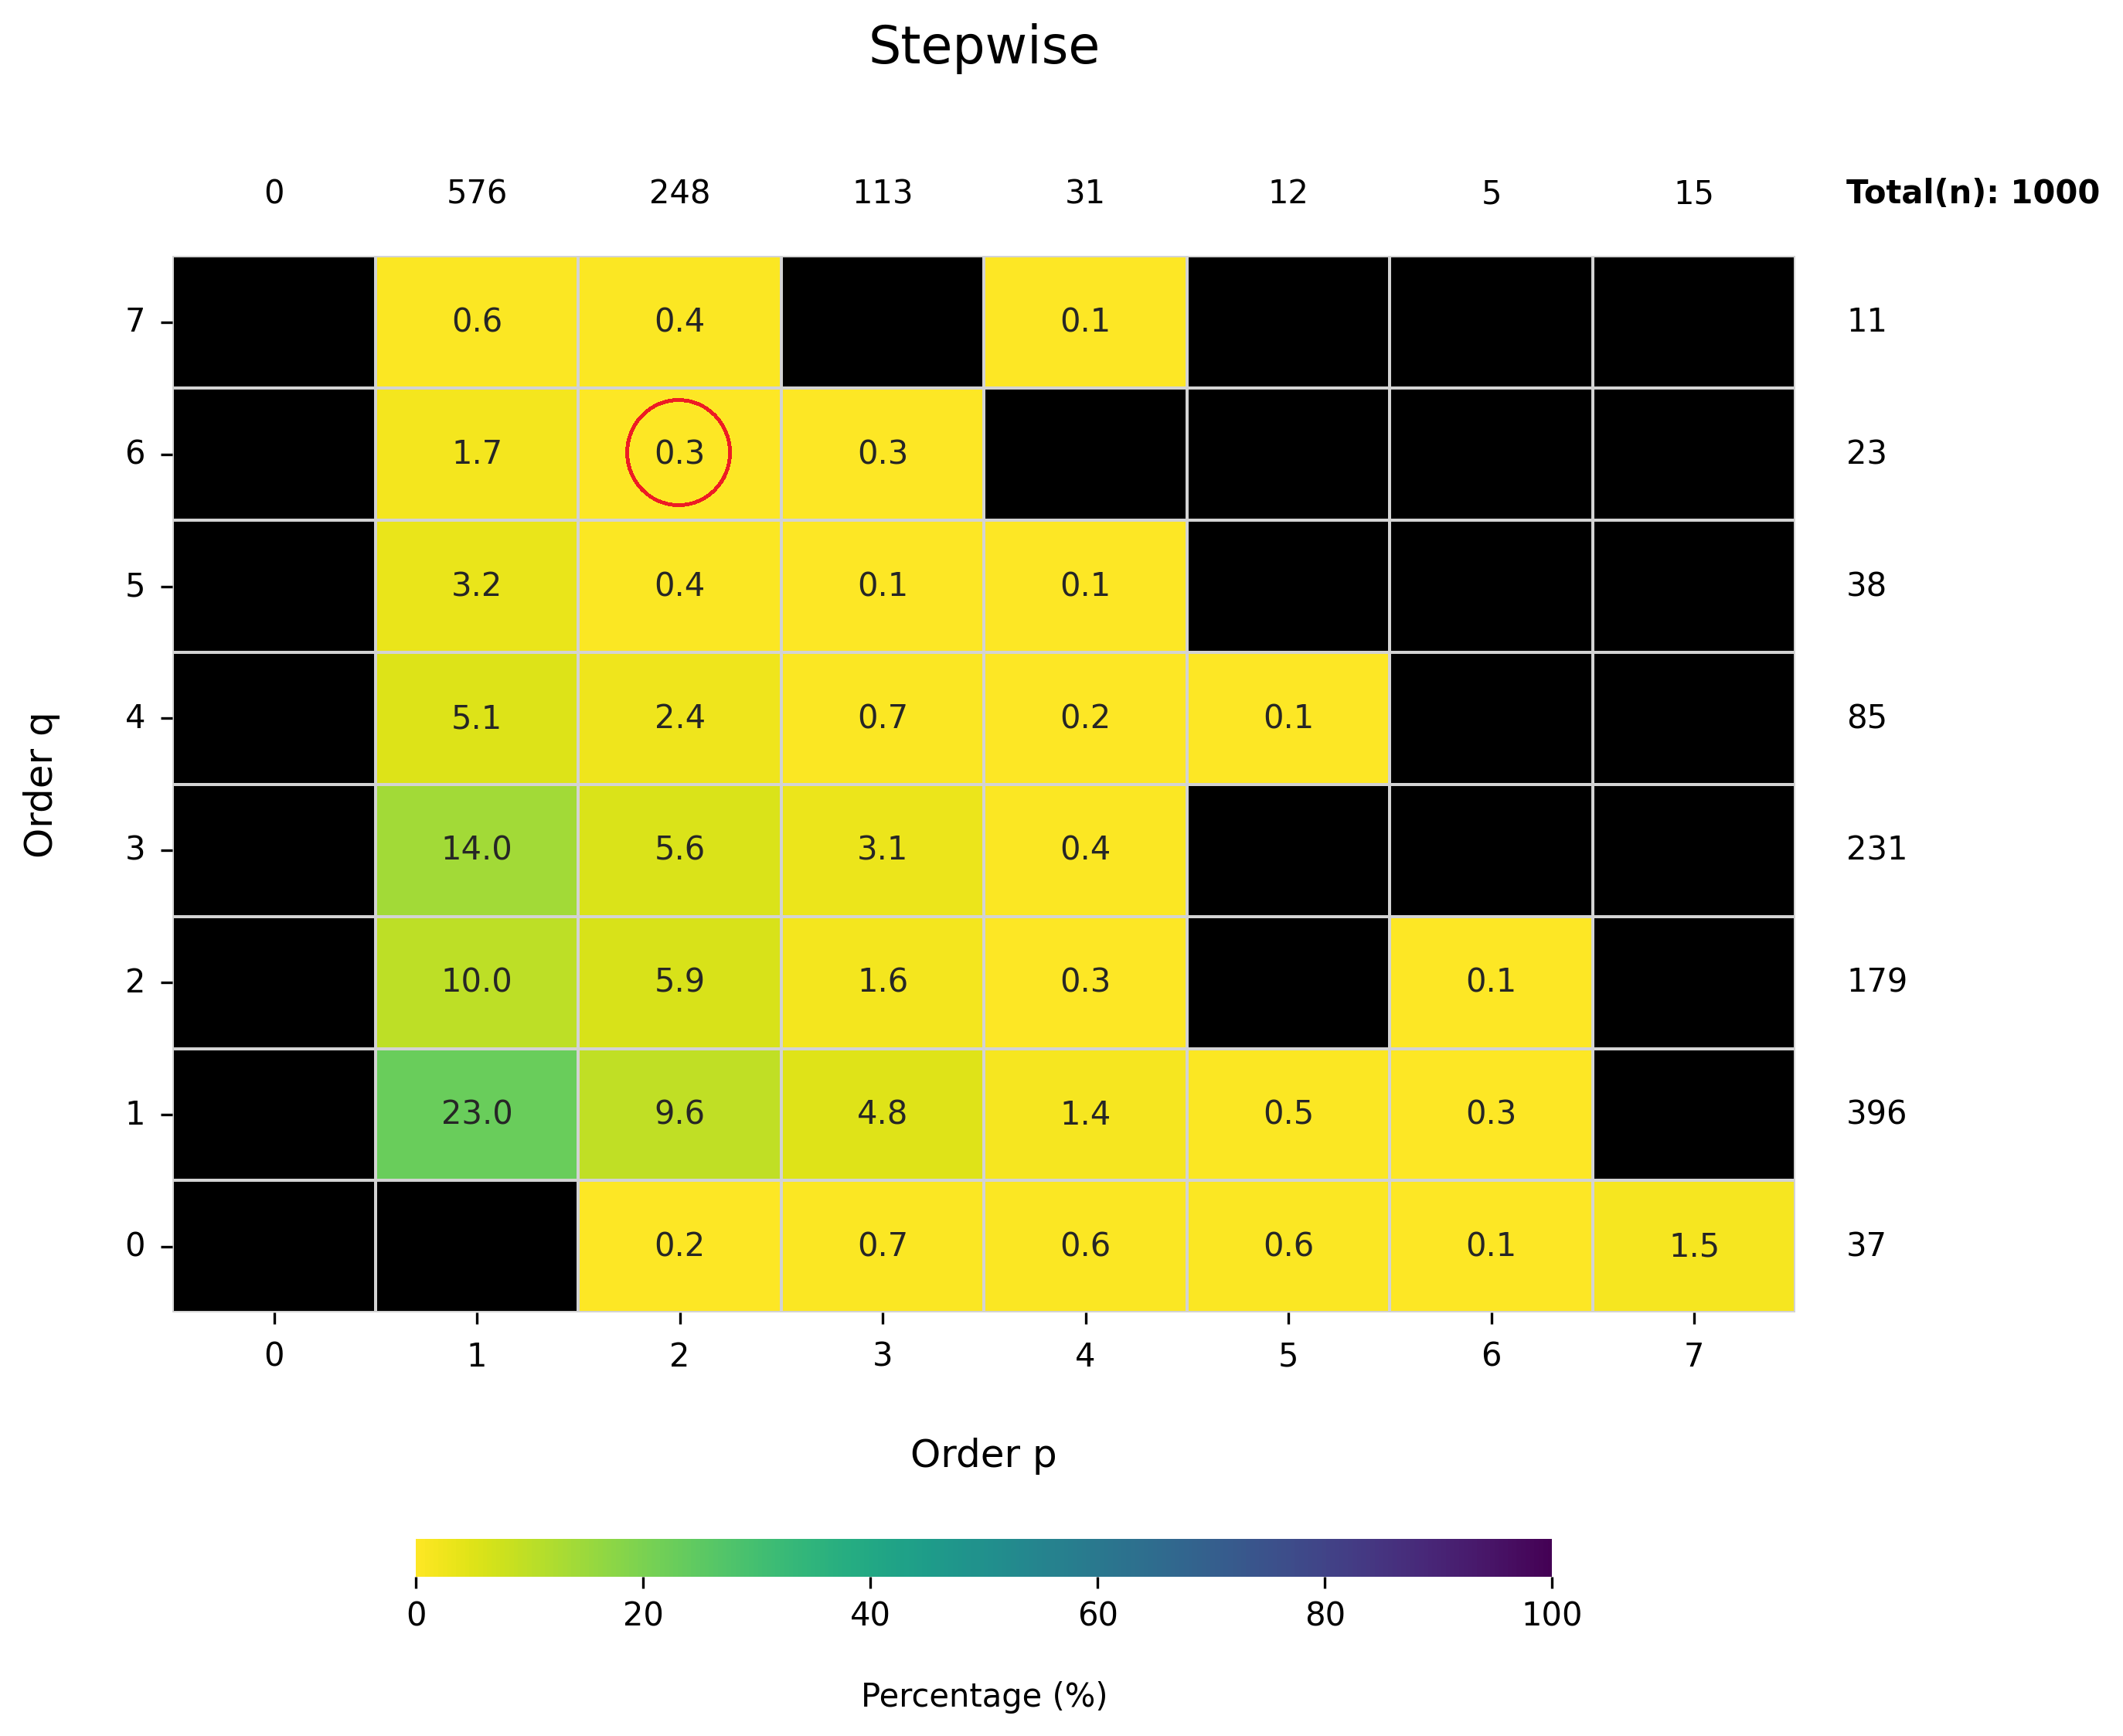 Stepwise
0 576 248 113 31 12 5 15 Total(n): 1000
7 0.6 0.4 0.1 11
6 1.7 0.3 0.3 23
5 3.2 0.4 0.1 0.1 38
4 5.1 2.4 0.7 0.2 0.1 85
3 14.0 5.6 3.1 0.4 231
2 10.0 5.9 1.6 0.3 0.1 179
1 23.0 9.6 4.8 1.4 0.5 0.3 396
0 0.2 0.7 0.6 0.6 0.1 1.5 37
Order q
0 1 2 3 4 5 6 7
Order p
0 20 40 60 80 100
Percentage (%)